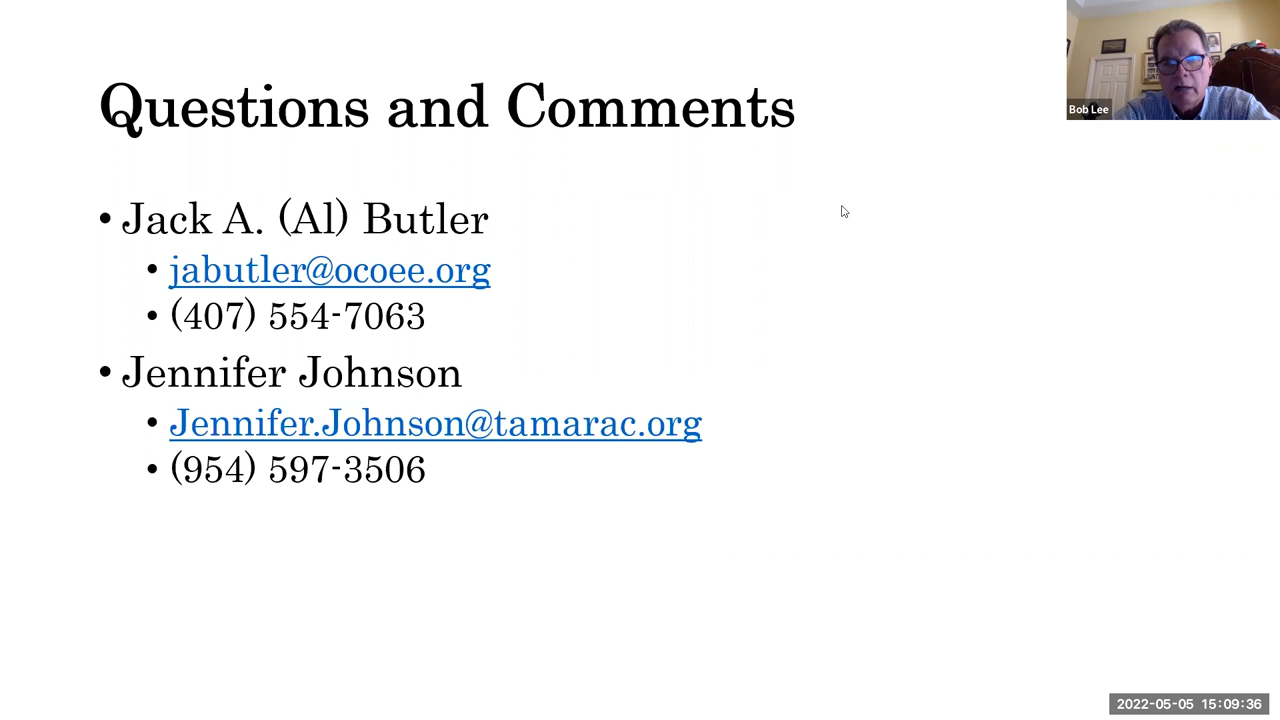 Questions and Comments
Bob Lee
• Jack A. (Al) Butler
• jabutler@ocoee.org
• (407) 554-7063
• Jennifer Johnson
• Jennifer.Johnson@tamarac.org
• (954) 597-3506
2022-05-05 15:09:36